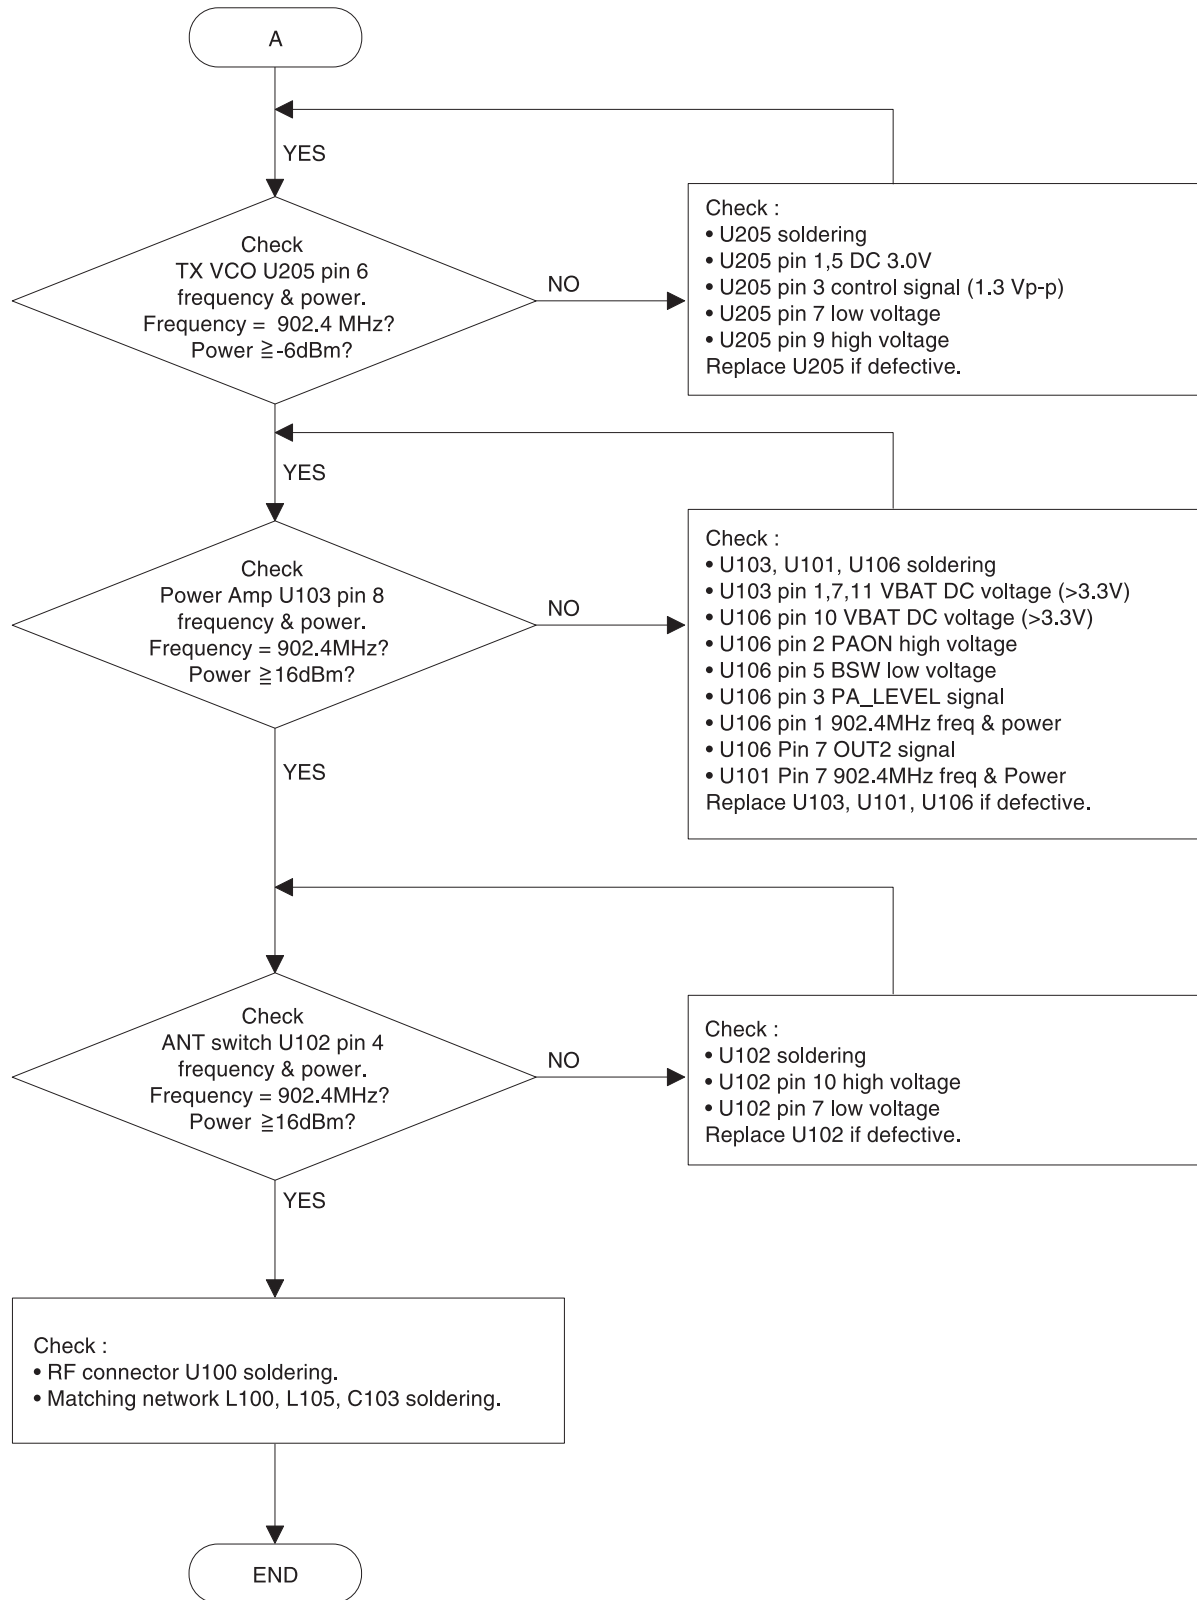 A
YES
Check
TX VCO U205 pin 6
frequency & power.
Frequency =  902.4 MHz?
Power ≧-6dBm?
NO
Check :
• U205 soldering
• U205 pin 1,5 DC 3.0V
• U205 pin 3 control signal (1.3 Vp-p)
• U205 pin 7 low voltage
• U205 pin 9 high voltage
Replace U205 if defective.
YES
Check
Power Amp U103 pin 8
frequency & power.
Frequency = 902.4MHz?
Power ≧16dBm?
NO
Check :
• U103, U101, U106 soldering
• U103 pin 1,7,11 VBAT DC voltage (>3.3V)
• U106 pin 10 VBAT DC voltage (>3.3V)
• U106 pin 2 PAON high voltage
• U106 pin 5 BSW low voltage
• U106 pin 3 PA_LEVEL signal
• U106 pin 1 902.4MHz freq & power
• U106 Pin 7 OUT2 signal
• U101 Pin 7 902.4MHz freq & Power
Replace U103, U101, U106 if defective.
YES
Check
ANT switch U102 pin 4
frequency & power.
Frequency = 902.4MHz?
Power ≧16dBm?
NO
Check :
• U102 soldering
• U102 pin 10 high voltage
• U102 pin 7 low voltage
Replace U102 if defective.
YES
Check :
• RF connector U100 soldering.
• Matching network L100, L105, C103 soldering.
END